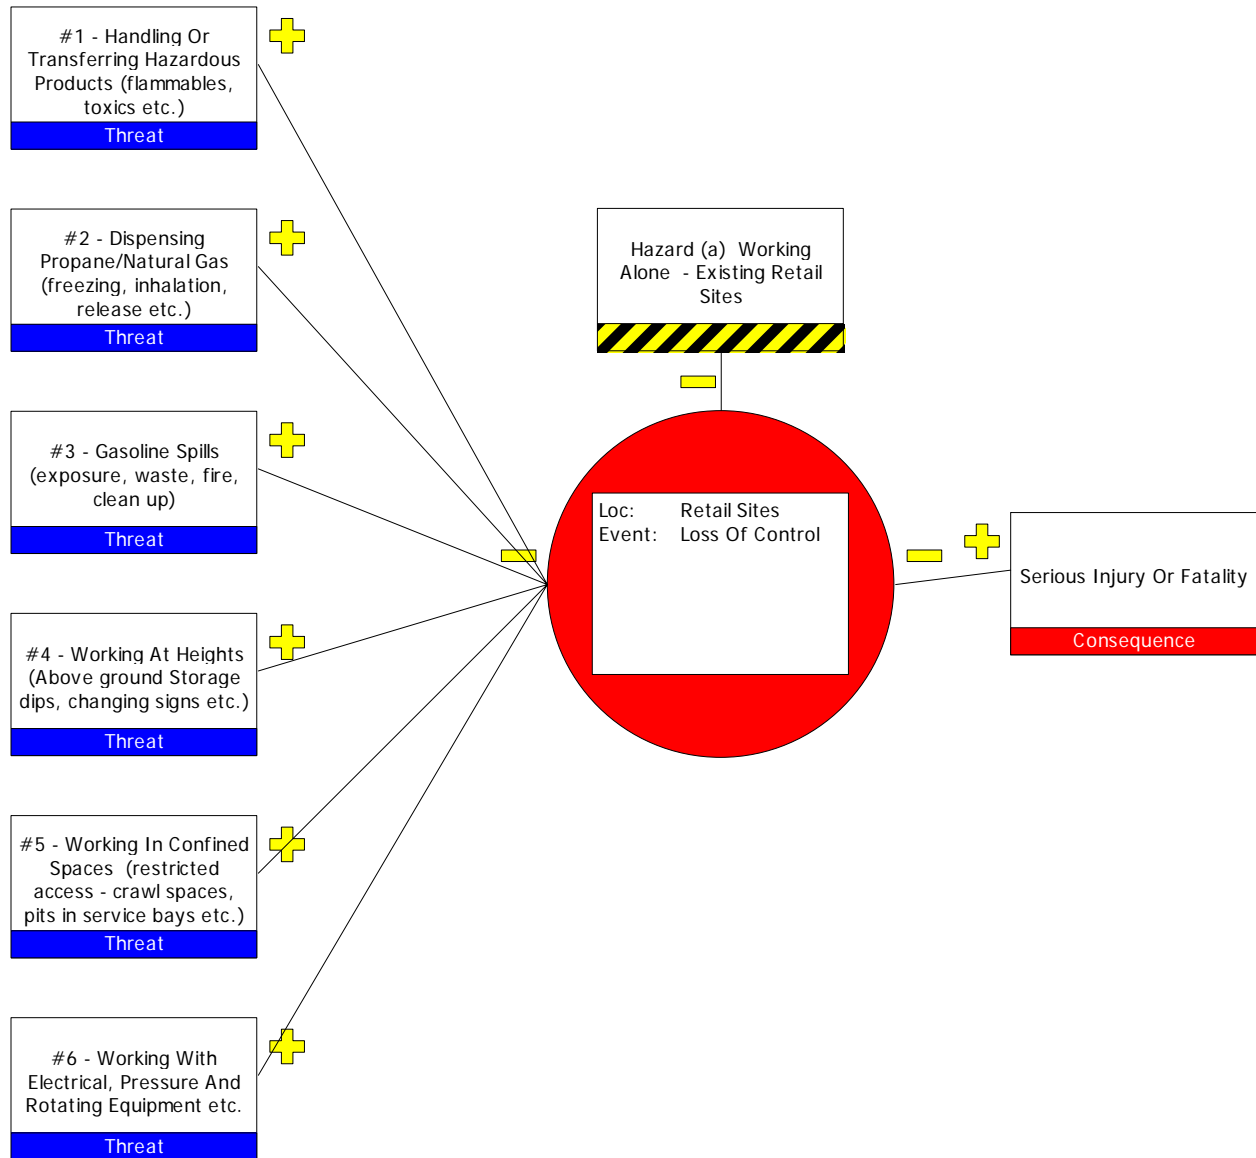 #1 - Handling Or
Transferring Hazardous
Products (flammables,
toxics etc.)
Threat
#2 - Dispensing
Propane/Natural Gas
(freezing, inhalation,
release etc.)
Threat
#3 - Gasoline Spills
(exposure, waste, fire,
clean up)
Threat
#4 - Working At Heights
(Above ground Storage
dips, changing signs etc.)
Threat
#5 - Working In Confined
Spaces (restricted
access - crawl spaces,
pits in service bays etc.)
Threat
#6 - Working With
Electrical, Pressure And
Rotating Equipment etc.
Threat
Hazard (a) Working
Alone - Existing Retail
Sites
Loc: Retail Sites
Event: Loss Of Control
Serious Injury Or Fatality
Consequence